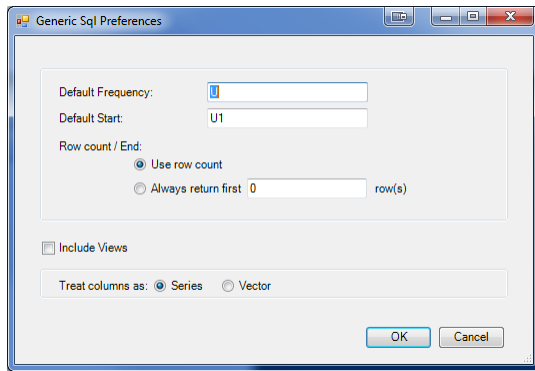 Generic Sql Preferences
Default Frequency: U
Default Start: U1
Row count / End:
Use row count
Always return first 0 row(s)
Include Views
Treat columns as: Series Vector
OK Cancel